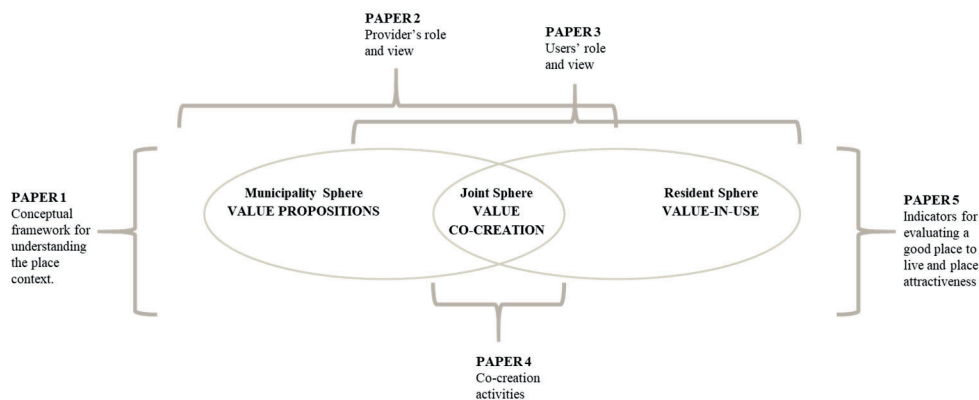 PAPER 2
Provider's role
and view
PAPER 3
Users' role
and view
PAPER 1
Conceptual
framework for
understanding
the place
context.
Municipality Sphere
VALUE PROPOSITIONS
Joint Sphere
VALUE
CO-CREATION
Resident Sphere
VALUE-IN-USE
PAPER 5
Indicators for
evaluating a
good place to
live and place
attractiveness
PAPER 4
Co-creation
activities